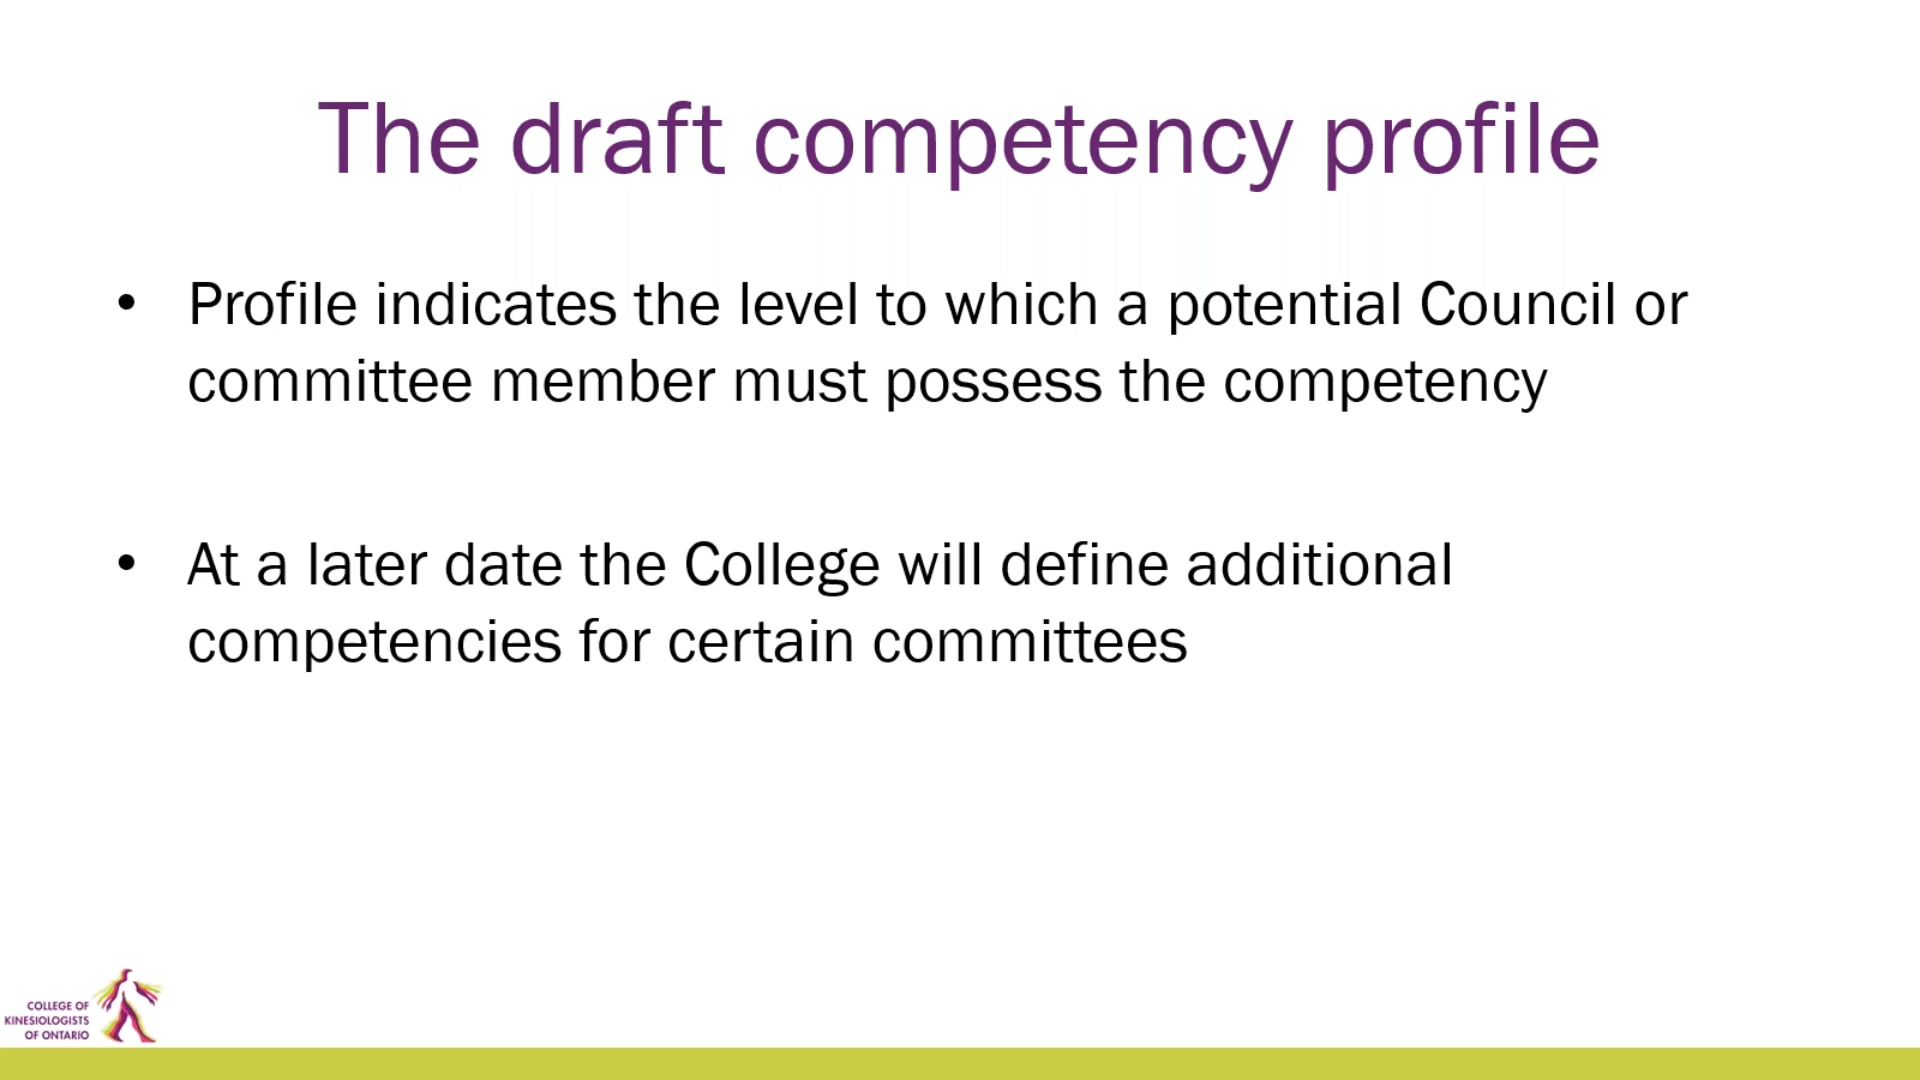 The draft competency profile
• Profile indicates the level to which a potential Council or
committee member must possess the competency
• At a later date the College will define additional
competencies for certain committees
COLLEGE OF
KINESIOLOGISTS
OF ONTARIO